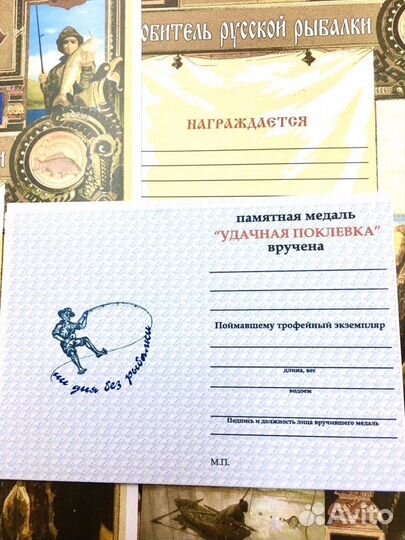 ЮБИТЕЛЬ РУССКОЙ РЫБАЛКИ
НАГРАЖДАЕТСЯ
памятная медаль
"УДАЧНАЯ ПОКЛЕВКА"
вручена
Поймавшему трофейный экземпляр
длина, вес
водоем
Подпись и должность лица вручившего медаль
М.П.
ни дня без рыбалки
Avito